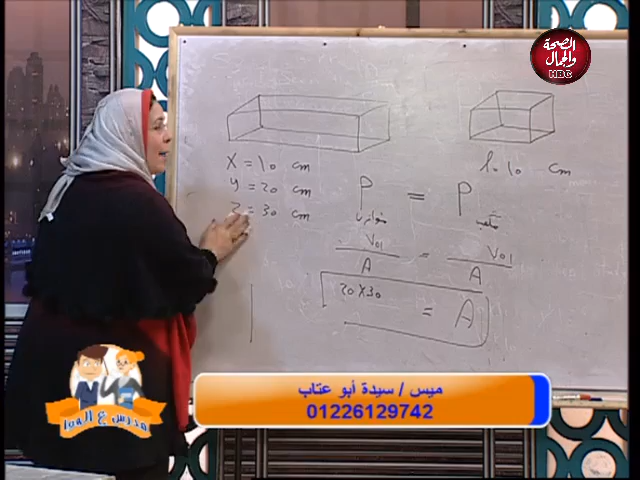 الصحة
والجمال
HBC
X = 10 cm
y = 20 cm
Z = 30 cm
cm
P = P
مكعب
Vol / A = Vol / A
20 X 30 = A
مدرس ع الهوا
ميس / سيدة أبو عتاب
01226129742